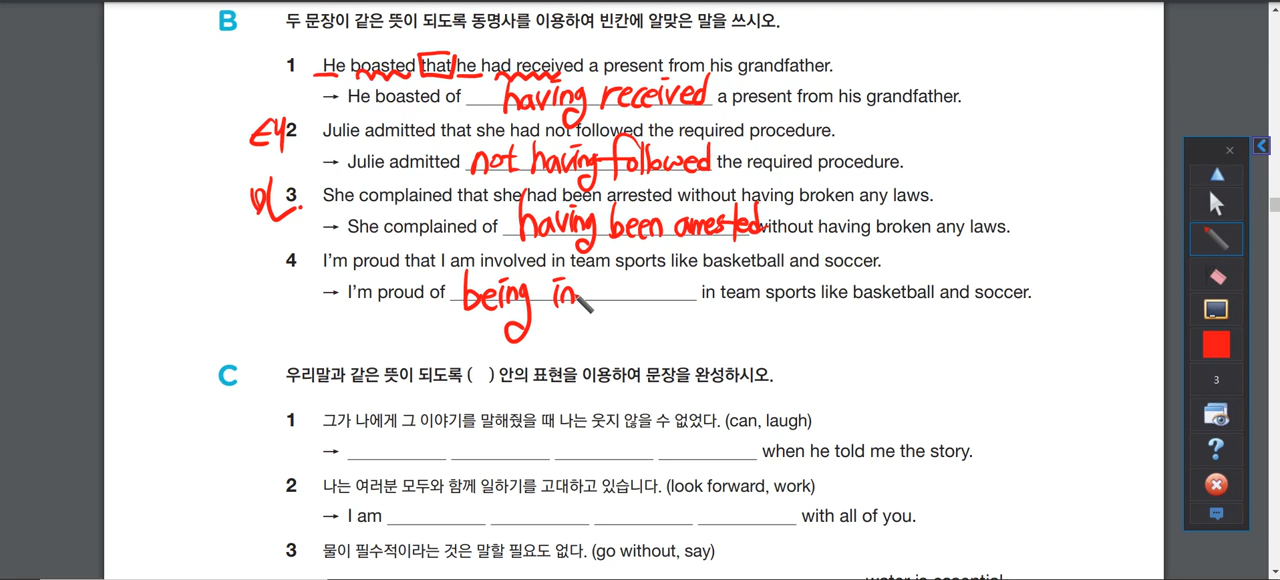 B 두 문장이 같은 뜻이 되도록 동명사를 이용하여 빈칸에 알맞은 말을 쓰시오.
1 He boasted that he had received a present from his grandfather.
→ He boasted of having received a present from his grandfather.
2 Julie admitted that she had not followed the required procedure.
→ Julie admitted not having followed the required procedure.
3 She complained that she had been arrested without having broken any laws.
→ She complained of having been arrested without having broken any laws.
4 I'm proud that I am involved in team sports like basketball and soccer.
→ I'm proud of being in in team sports like basketball and soccer.
C 우리말과 같은 뜻이 되도록 ( ) 안의 표현을 이용하여 문장을 완성하시오.
1 그가 나에게 그 이야기를 말해줬을 때 나는 웃지 않을 수 없었다. (can, laugh)
→ ____ ____ ____ ____ when he told me the story.
2 나는 여러분 모두와 함께 일하기를 고대하고 있습니다. (look forward, work)
→ I am ____ ____ ____ ____ with all of you.
3 물이 필수적이라는 것은 말할 필요도 없다. (go without, say)
water is essential
3